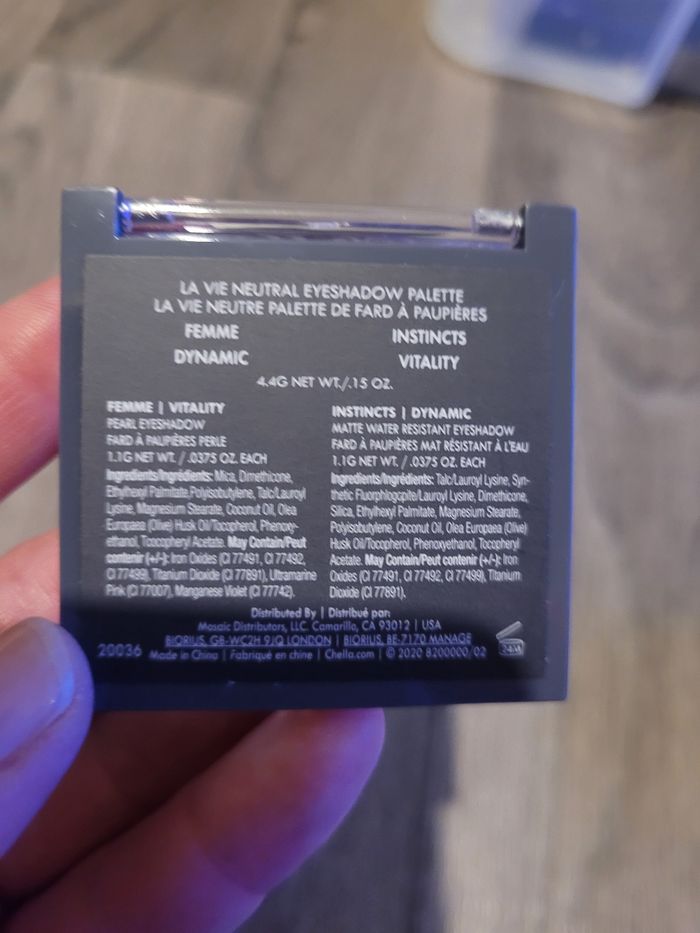 LA VIE NEUTRAL EYESHADOW PALETTE
LA VIE NEUTRE PALETTE DE FARD À PAUPIÈRES
FEMME INSTINCTS
DYNAMIC VITALITY
4.4G NET WT./.15 OZ.
FEMME | VITALITY
PEARL EYESHADOW
FARD À PAUPIÈRES PERLE
1.1G NET WT. / .0375 OZ. EACH
Ingredients/Ingrédients: Mica, Dimethicone,
Ethylhexyl Palmitate,Polyisobutylene, Talc/Lauroyl
Lysine, Magnesium Stearate, Coconut Oil, Olea
Europaea (Olive) Husk Oil/Tocopherol, Phenoxy-
ethanol, Tocopheryl Acetate. May Contain/Peut
contenir (+/-): Iron Oxides (CI 77491, CI 77492,
CI 77499), Titanium Dioxide (CI 77891), Ultramarine
Pink (CI 77007), Manganese Violet (CI 77742).
INSTINCTS | DYNAMIC
MATTE WATER RESISTANT EYESHADOW
FARD À PAUPIÈRES MAT RÉSISTANT À L'EAU
1.1G NET WT. / .0375 OZ. EACH
Ingredients/Ingrédients: Talc/Lauroyl Lysine, Syn-
thetic Fluorphlogopite/Lauroyl Lysine, Dimethicone,
Silica, Ethylhexyl Palmitate, Magnesium Stearate,
Polyisobutylene, Coconut Oil, Olea Europaea (Olive)
Husk Oil/Tocopherol, Phenoxyethanol, Tocopheryl
Acetate. May Contain/Peut contenir (+/-): Iron
Oxides (CI 77491, CI 77492, CI 77499), Titanium
Dioxide (CI 77891).
Distributed By | Distribué par:
Mosaic Distributors, LLC. Camarillo, CA 93012 | USA
BIORIUS, GB-WC2H 9JQ LONDON | BIORIUS, BE-7170 MANAGE
20036 Made in China | Fabriqué en chine | Chella.com | © 2020 8200000/02
24M